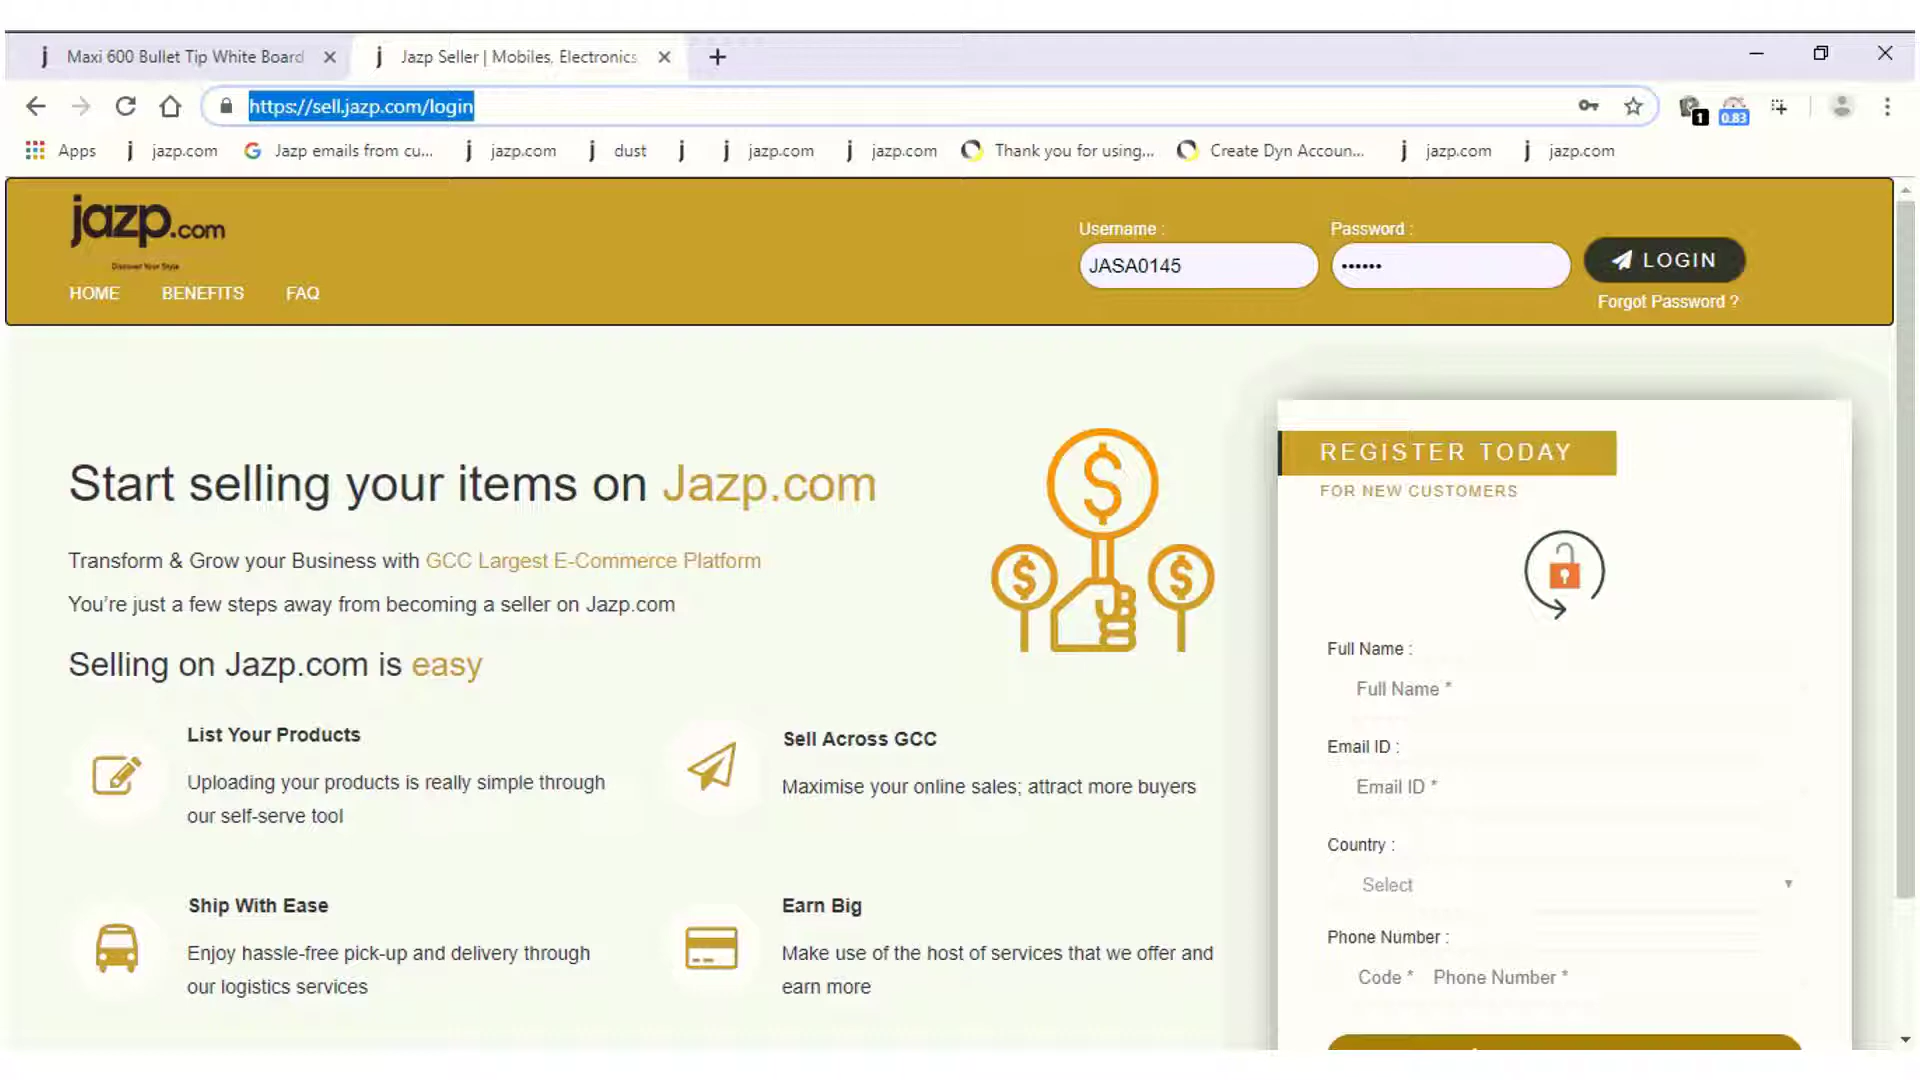 j Maxi 600 Bullet Tip White Board
j Jazp Seller | Mobiles, Electronics
https://sell.jazp.com/login
1
0.83
Apps
j jazp.com
G Jazp emails from cu...
j jazp.com
j dust
j
j jazp.com
j jazp.com
Thank you for using...
Create Dyn Accoun...
j jazp.com
j jazp.com
jazp.com
Discover Your Style
HOME BENEFITS FAQ
Username : Password :
JASA0145 •••••• LOGIN
Forgot Password ?
Start selling your items on Jazp.com
Transform & Grow your Business with GCC Largest E-Commerce Platform
You're just a few steps away from becoming a seller on Jazp.com
Selling on Jazp.com is easy
List Your Products
Uploading your products is really simple through
our self-serve tool
Sell Across GCC
Maximise your online sales; attract more buyers
Ship With Ease
Enjoy hassle-free pick-up and delivery through
our logistics services
Earn Big
Make use of the host of services that we offer and
earn more
REGISTER TODAY
FOR NEW CUSTOMERS
Full Name :
Full Name *
Email ID :
Email ID *
Country :
Select
Phone Number :
Code * Phone Number *